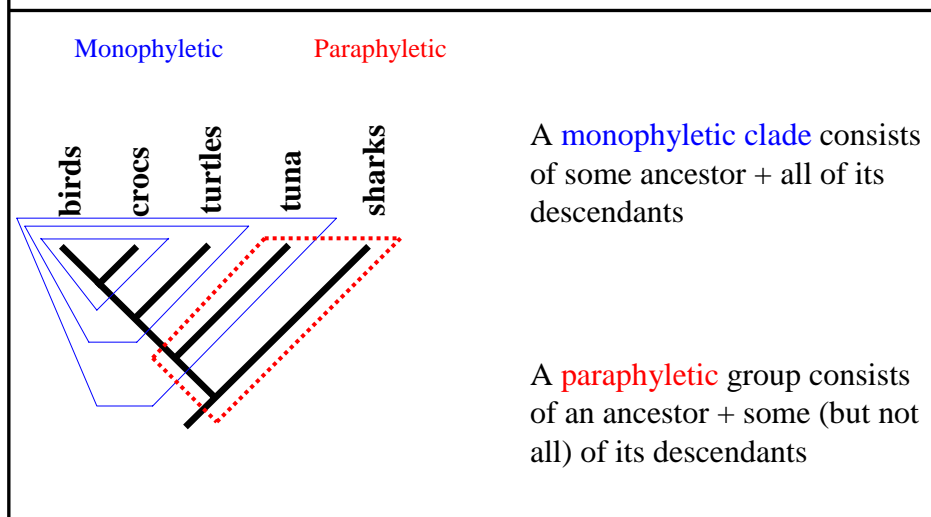 Monophyletic Paraphyletic
birds crocs turtles tuna sharks
A monophyletic clade consists
of some ancestor + all of its
descendants
A paraphyletic group consists
of an ancestor + some (but not
all) of its descendants